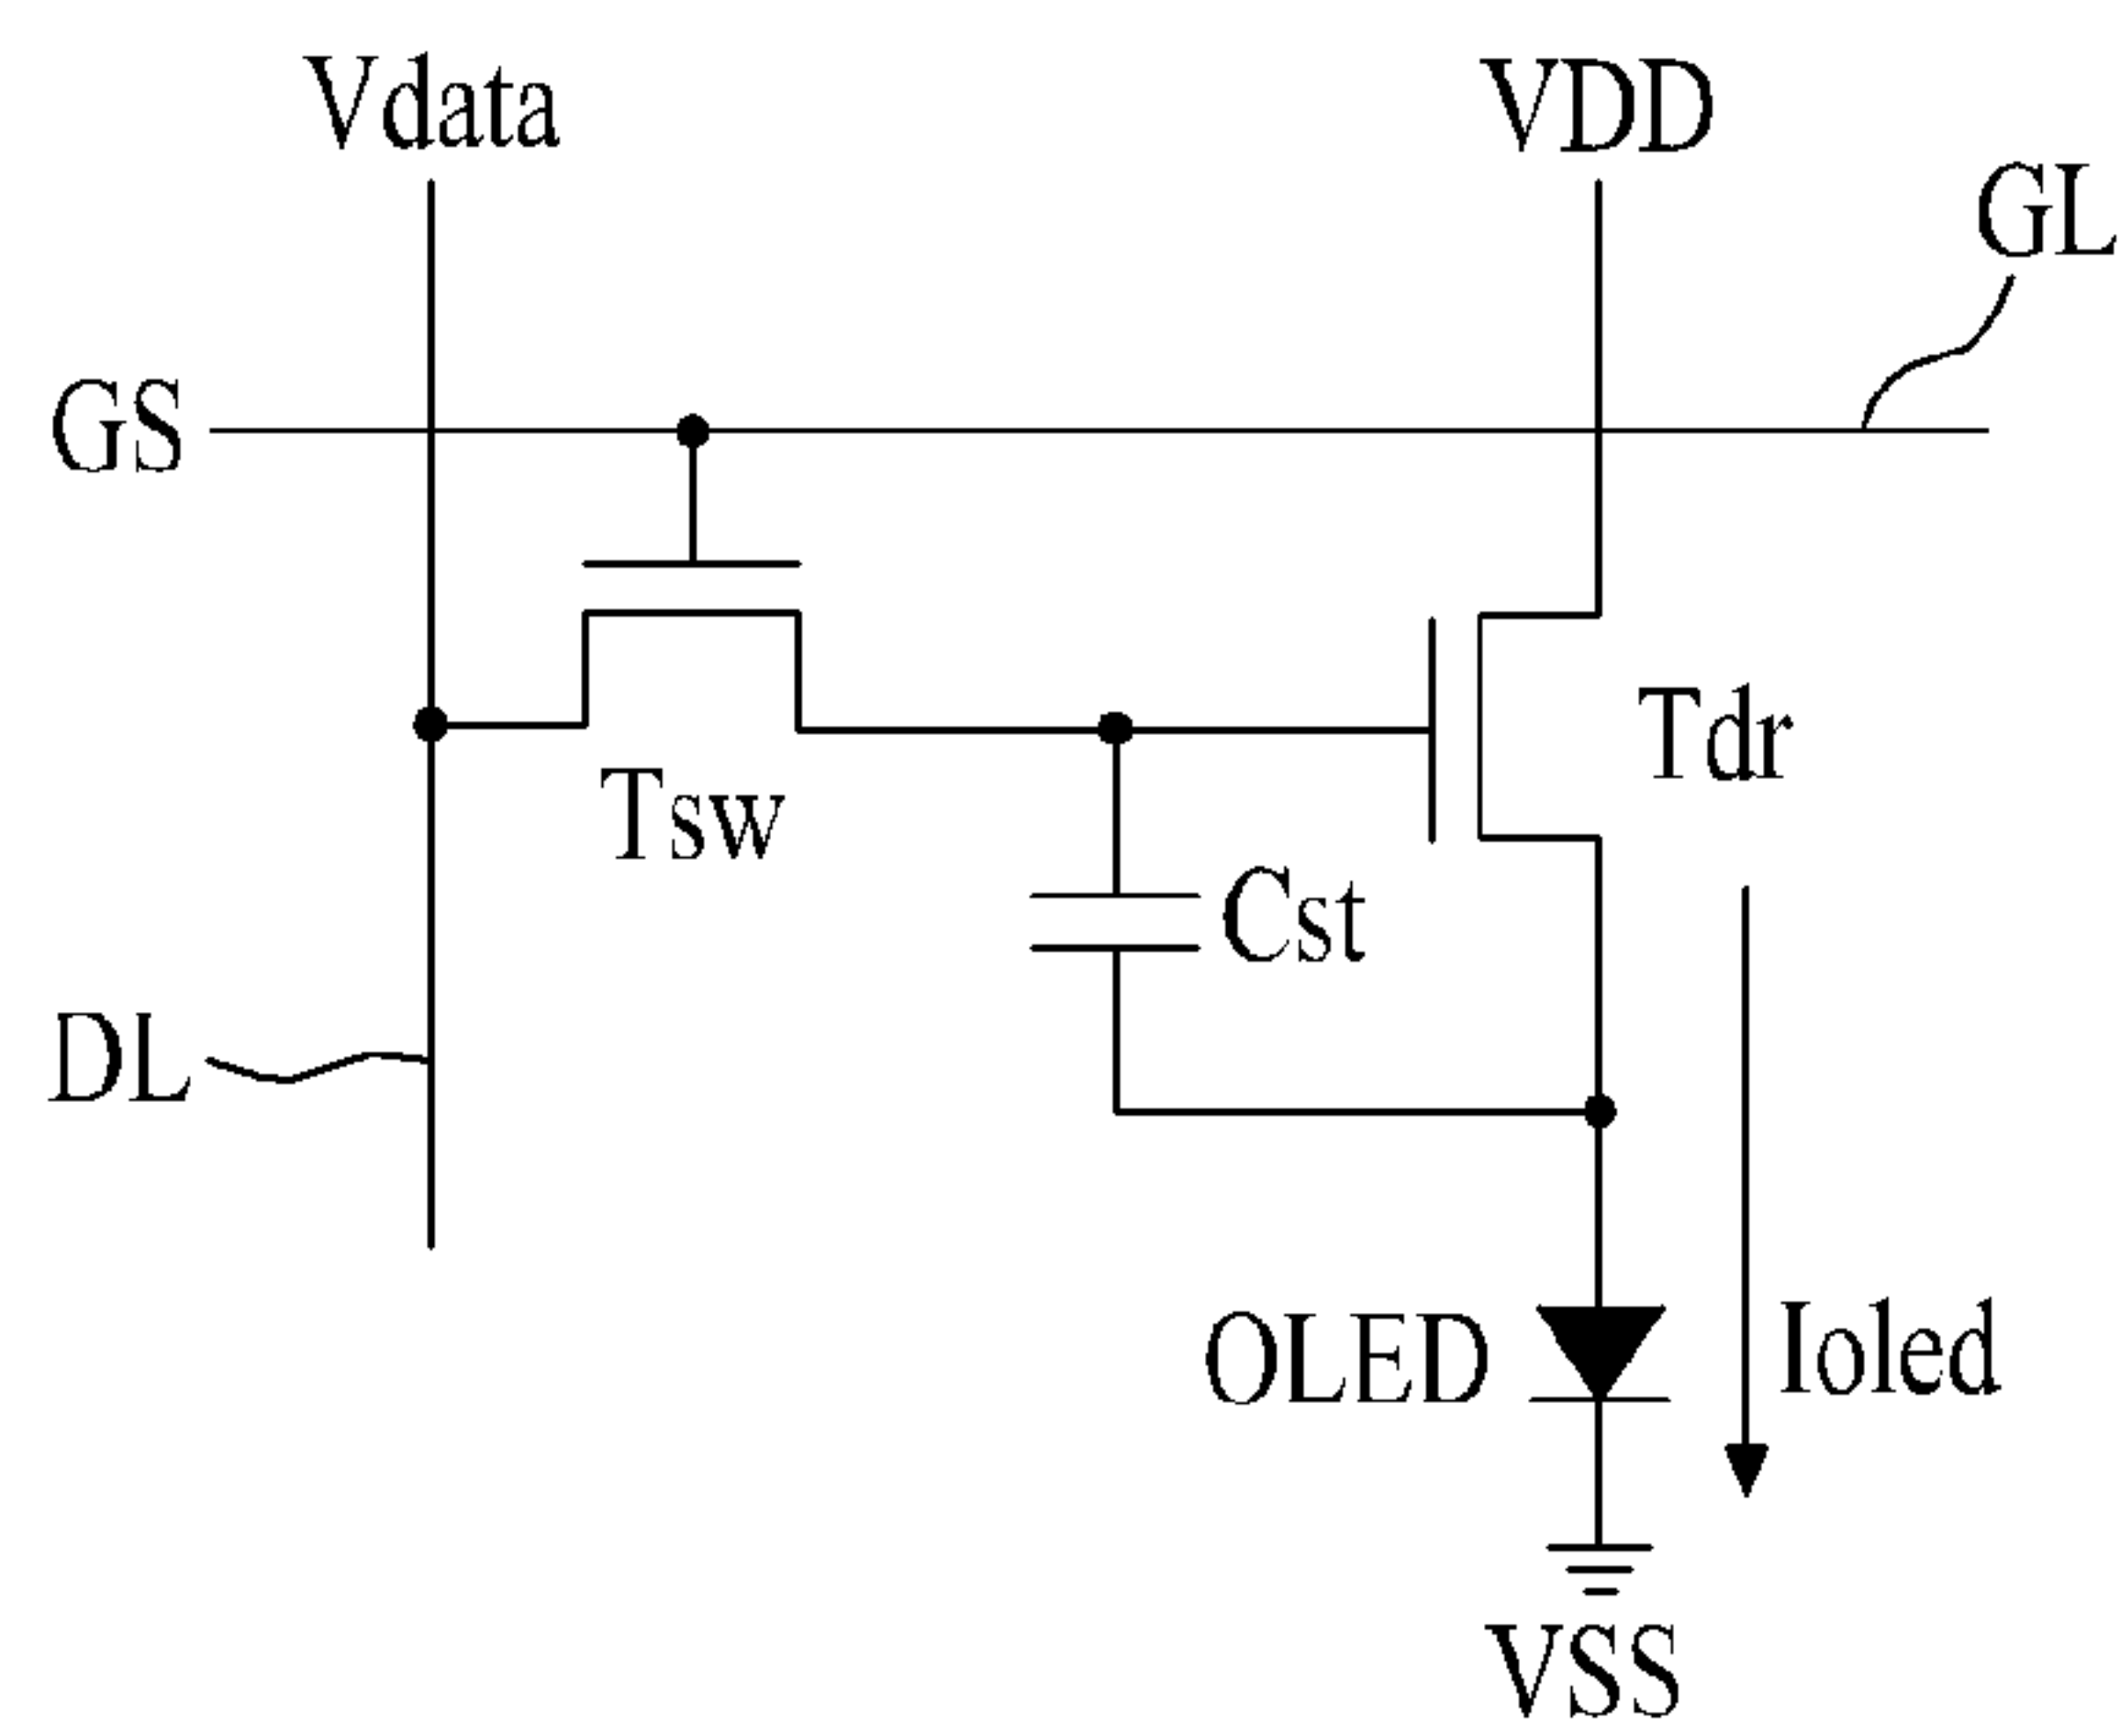 Vdata
VDD
GL
GS
Tdr
Tsw
Cst
DL
OLED
Ioled
VSS